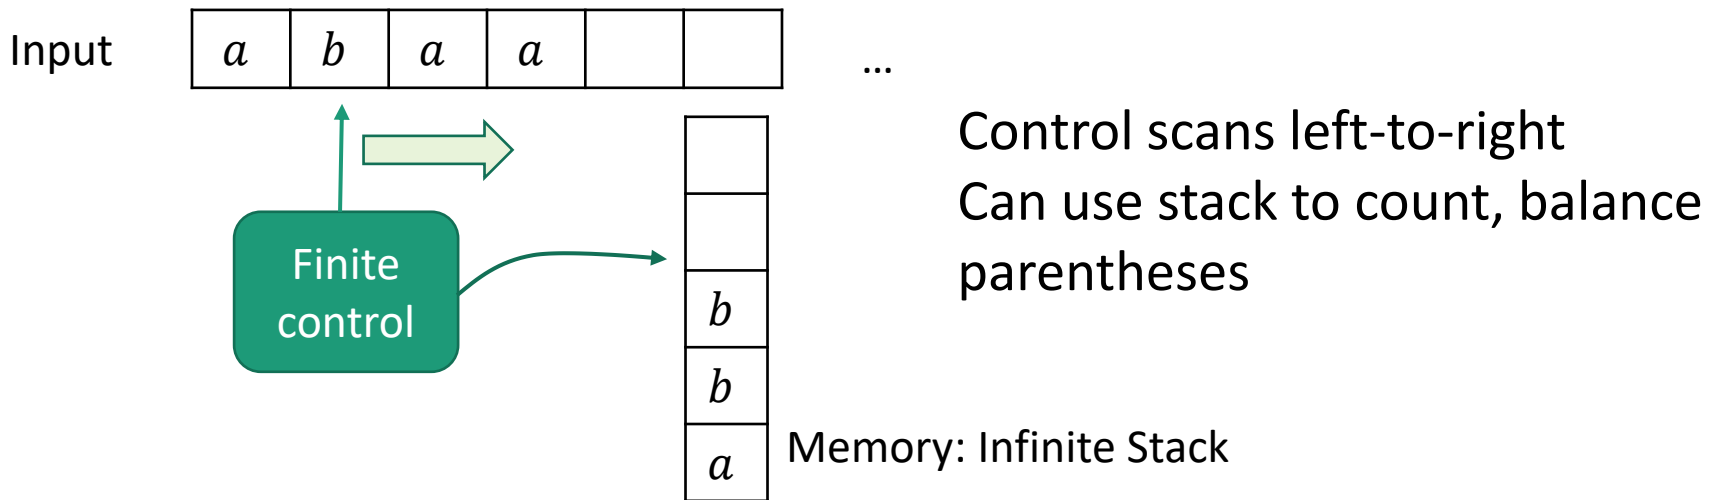 Input a b a a ...
Control scans left-to-right
Can use stack to count, balance
parentheses
Finite
control
b
b
a
Memory: Infinite Stack